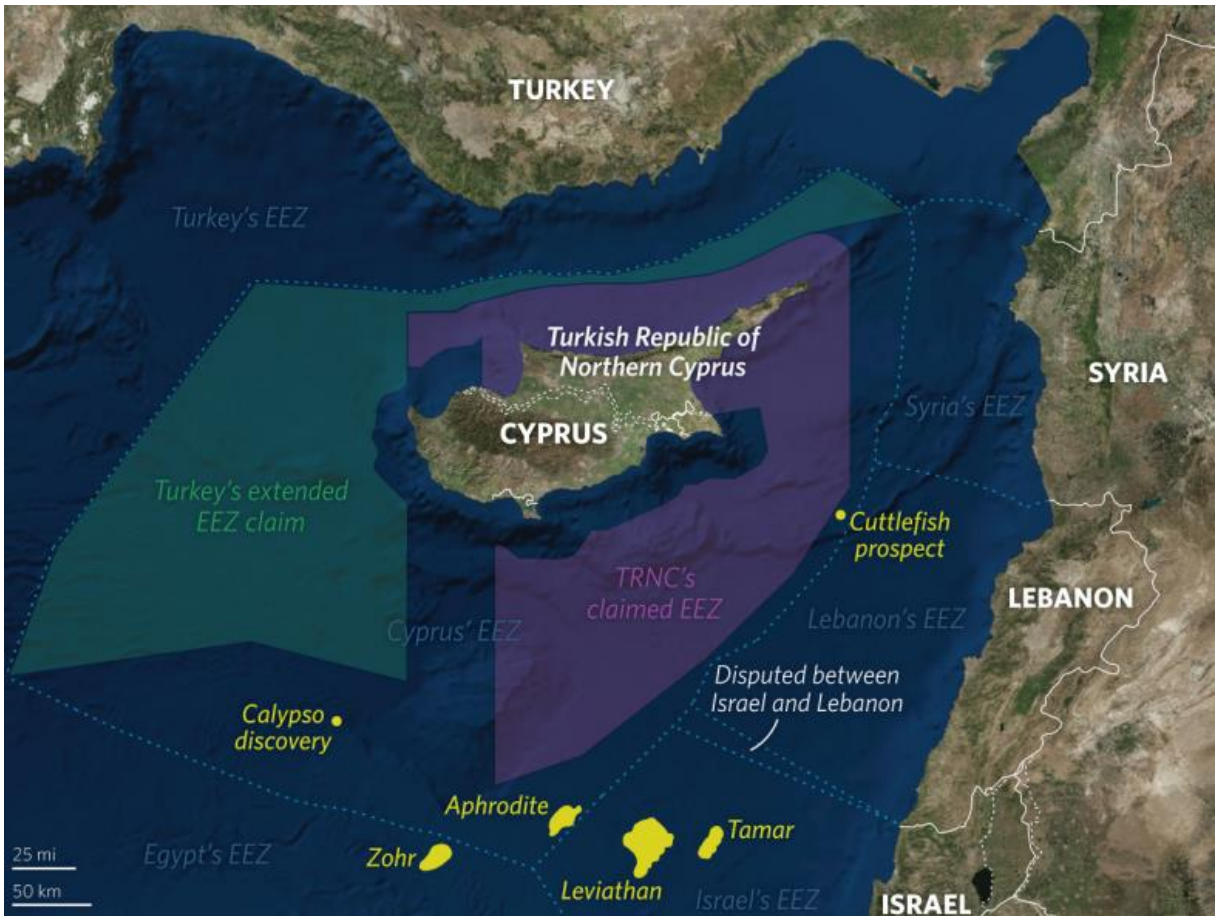 TURKEY
Turkey's EEZ
Turkish Republic of
Northern Cyprus
SYRIA
Syria's EEZ
CYPRUS
Turkey's extended
EEZ claim
Cuttlefish
prospect
TRNC's
claimed EEZ
LEBANON
Lebanon's EEZ
Cyprus' EEZ
Disputed between
Israel and Lebanon
Calypso
discovery
Aphrodite
Tamar
Zohr
Egypt's EEZ
25 mi
50 km
Leviathan
Israel's EEZ
ISRAEL